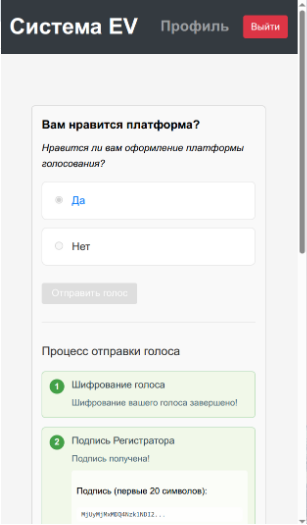 Система EV Профиль Выйти
Вам нравится платформа?
Нравится ли вам оформление платформы
голосования?
Да
Нет
Отправить голос
Процесс отправки голоса
1 Шифрование голоса
Шифрование вашего голоса завершено!
2 Подпись Регистратора
Подпись получена!
Подпись (первые 20 символов):